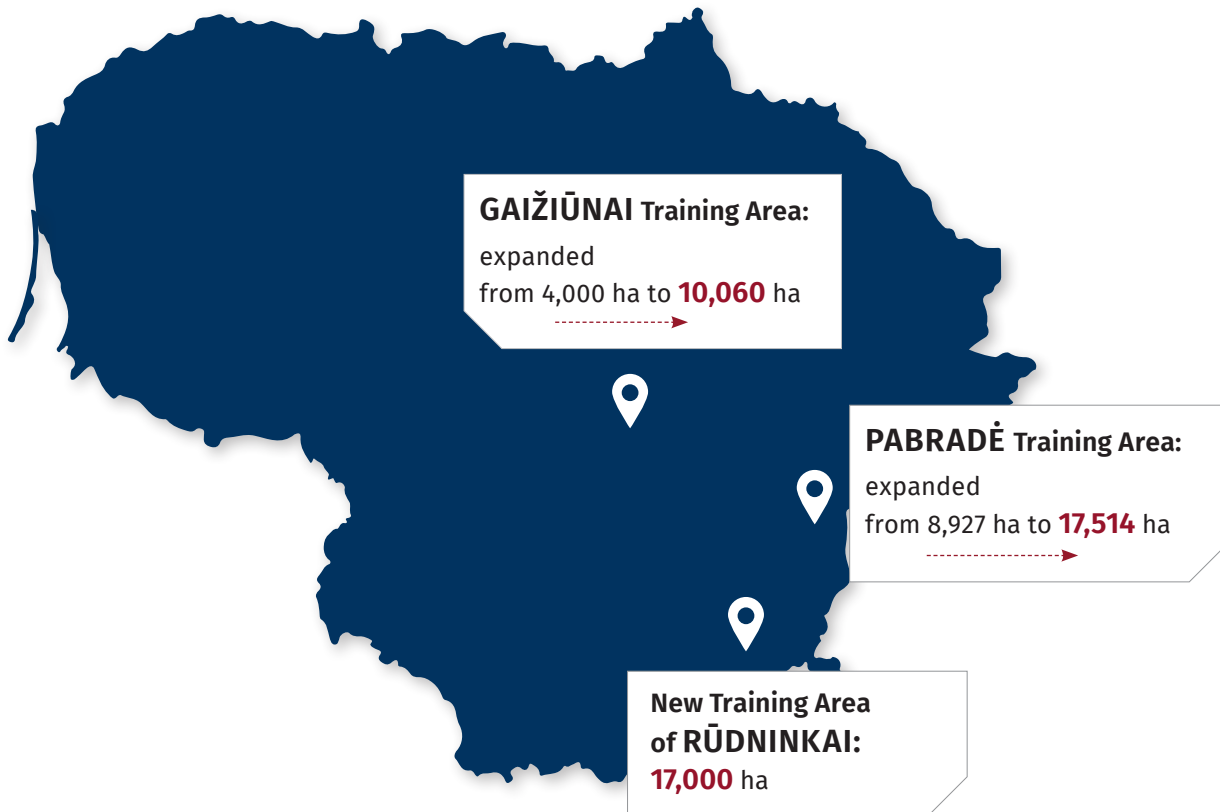 GAIŽIŪNAI Training Area:
expanded
from 4,000 ha to 10,060 ha
PABRADĖ Training Area:
expanded
from 8,927 ha to 17,514 ha
New Training Area
of RŪDNINKAI:
17,000 ha